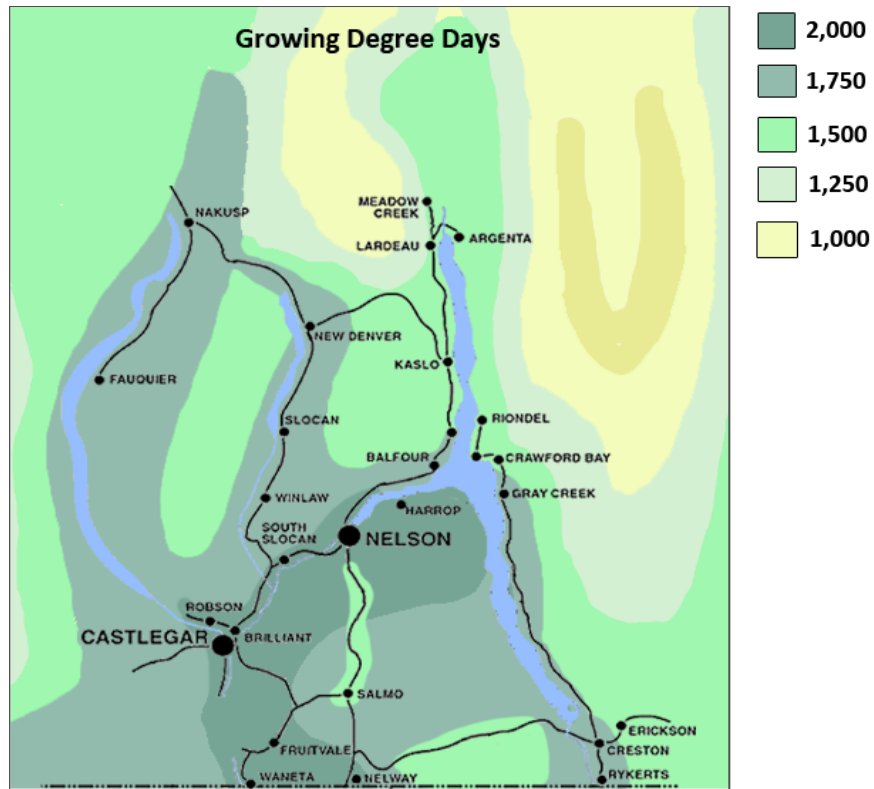 Growing Degree Days
2,000
1,750
1,500
1,250
1,000
MEADOW
CREEK
NAKUSP
ARGENTA
LARDEAU
NEW DENVER
KASLO
FAUQUIER
SLOCAN
RIONDEL
BALFOUR
CRAWFORD BAY
WINLAW
GRAY CREEK
HARROP
SOUTH
SLOCAN
NELSON
ROBSON
CASTLEGAR
BRILLIANT
SALMO
ERICKSON
FRUITVALE
CRESTON
WANETA
NELWAY
RYKERTS